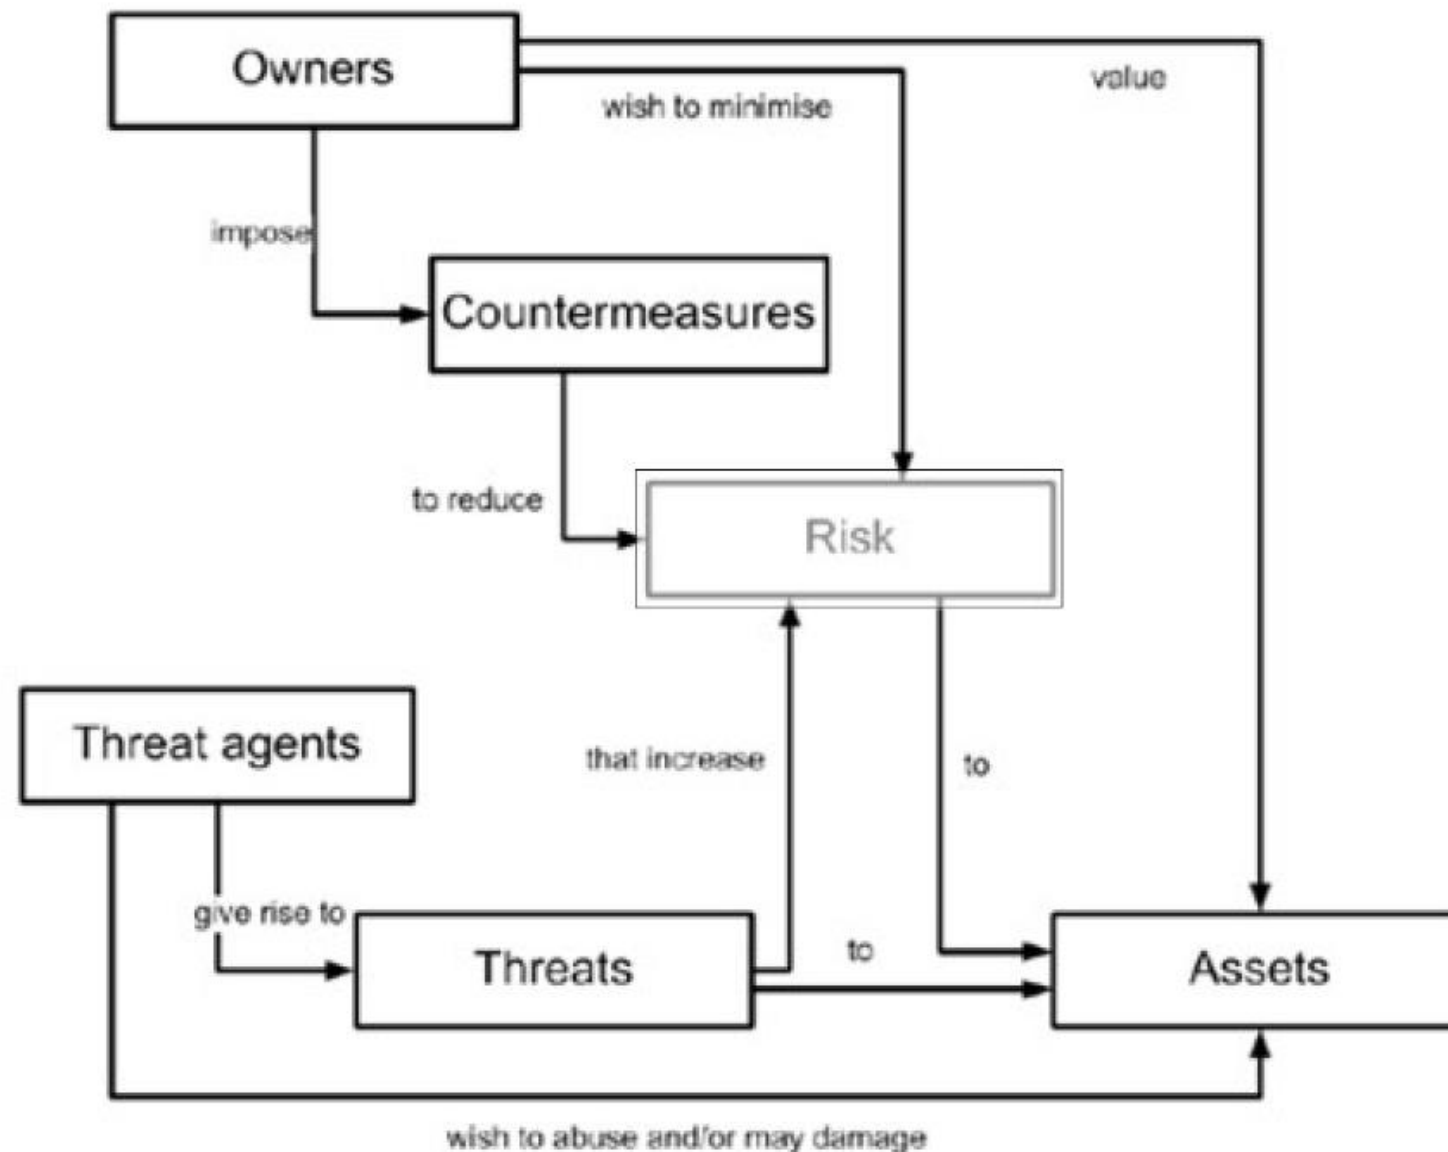 Owners
value
wish to minimise
impose
Countermeasures
to reduce
Risk
Threat agents
that increase
to
give rise to
to
Threats
Assets
wish to abuse and/or may damage